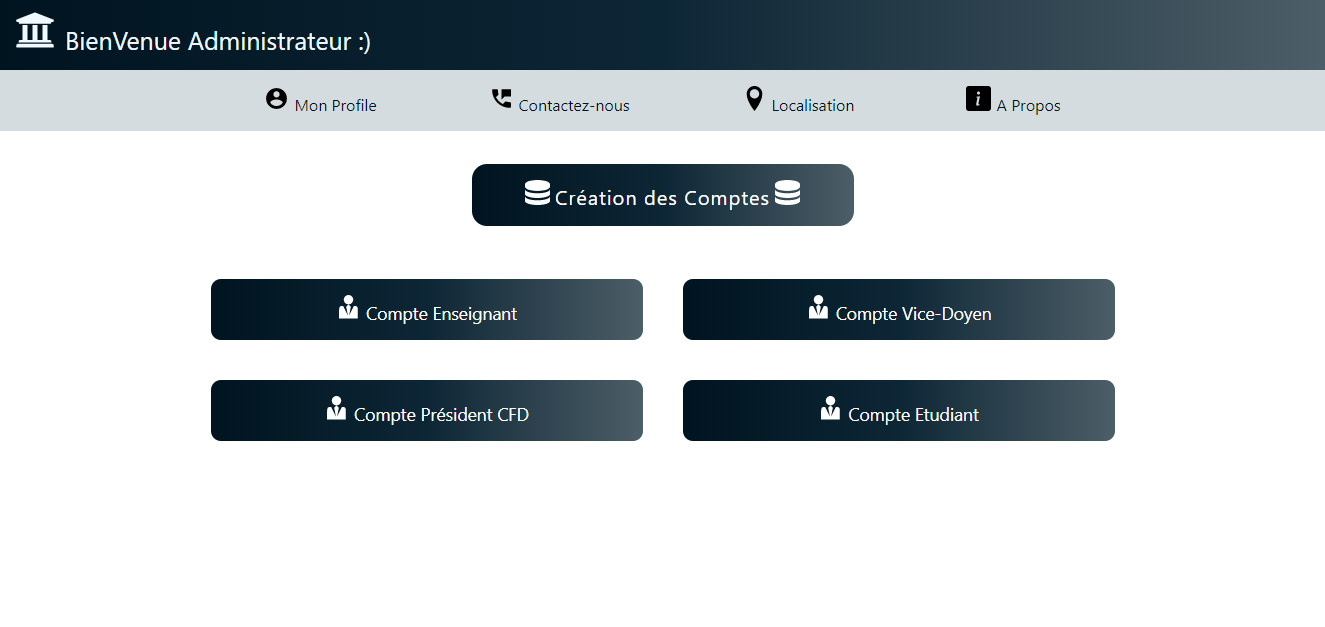 BienVenue Administrateur :)
Mon Profile Contactez-nous Localisation A Propos
Création des Comptes
Compte Enseignant Compte Vice-Doyen
Compte Président CFD Compte Etudiant